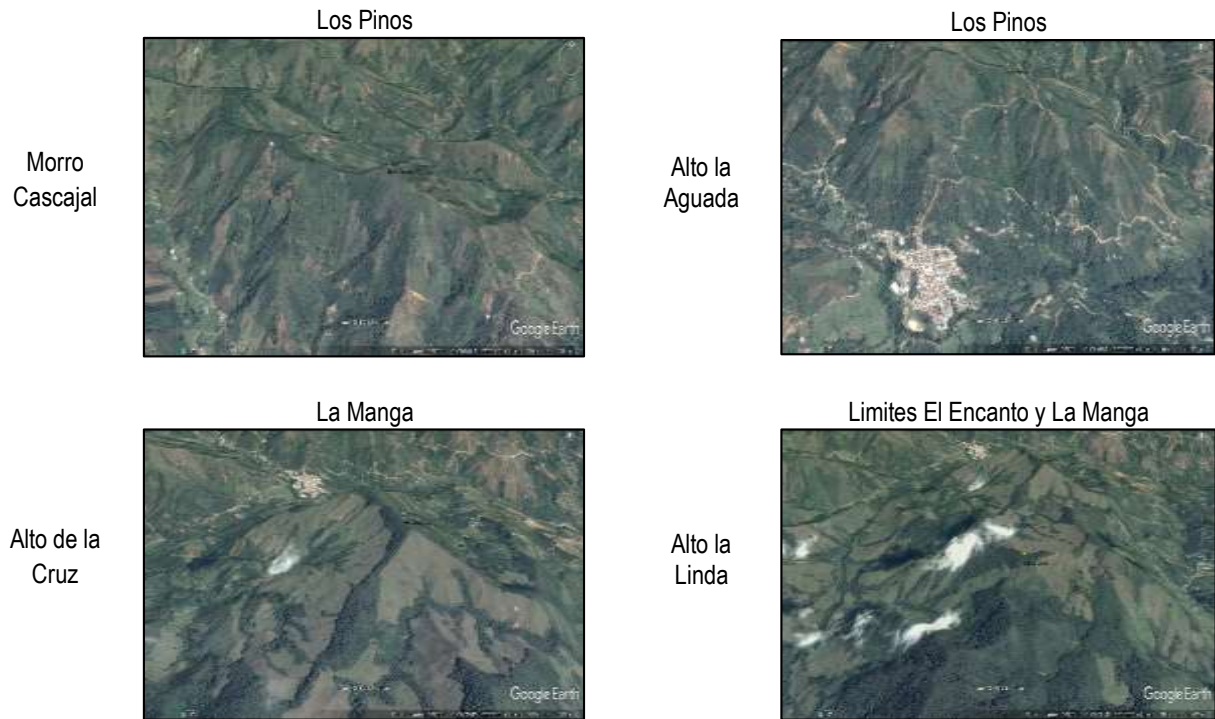 Los Pinos
Los Pinos
Morro
Cascajal
Alto la
Aguada
Google Earth
Google Earth
La Manga
Limites El Encanto y La Manga
Alto de la
Cruz
Alto la
Linda
Google Earth
Google Earth